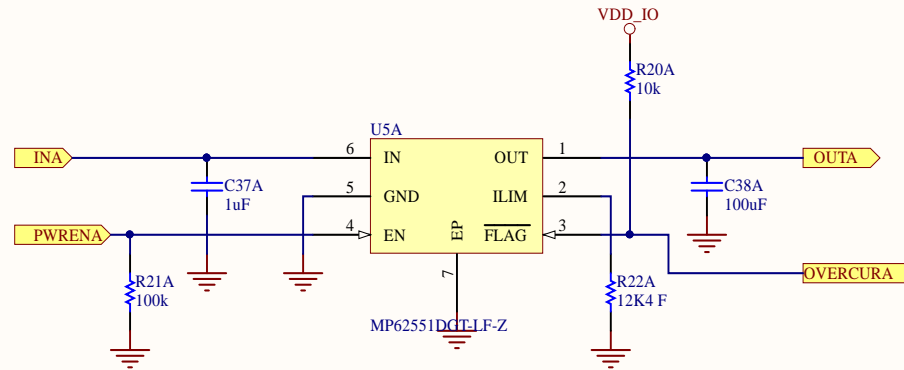 VDD_IO
R20A
10k
U5A
INA
6
IN
OUT
1
OUTA
C37A
1uF
5
GND
ILIM
2
C38A
100uF
PWRENA
4
EN
EP
FLAG
3
7
OVERCURA
R21A
100k
R22A
12K4 F
MP62551DGT-LF-Z